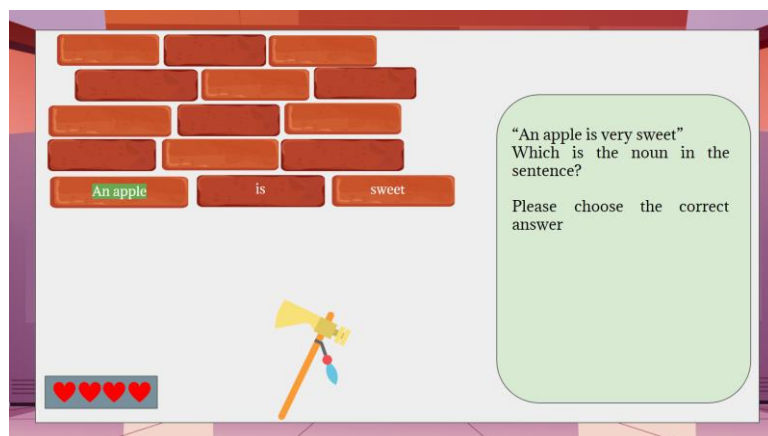 An apple
is
sweet
“An apple is very sweet”
Which is the noun in the
sentence?
Please choose the correct
answer